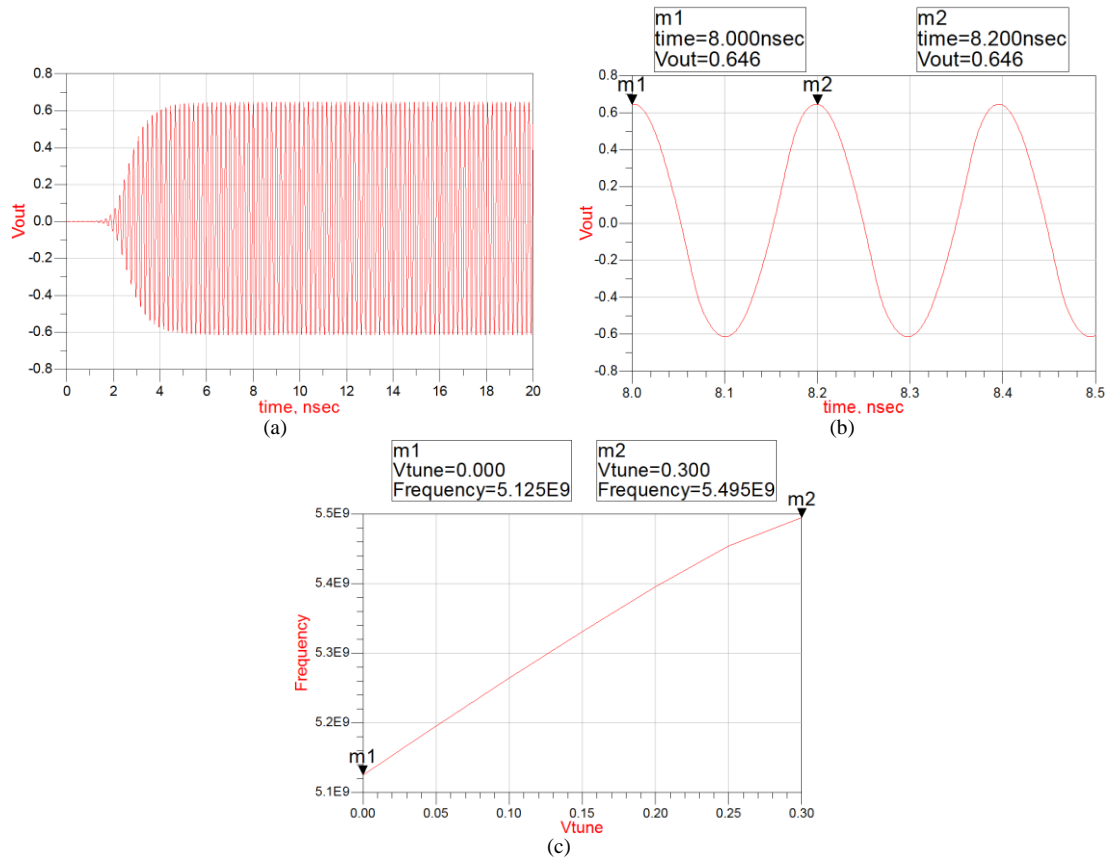 m1
time=8.000nsec
Vout=0.646
m2
time=8.200nsec
Vout=0.646
0.8
0.6
0.4
0.2
0.0
-0.2
-0.4
-0.6
-0.8
Vout
0 2 4 6 8 10 12 14 16 18 20
time, nsec
(a)
m1 m2
0.8
0.6
0.4
0.2
0.0
-0.2
-0.4
-0.6
-0.8
Vout
8.0 8.1 8.2 8.3 8.4 8.5
time, nsec
(b)
m1
Vtune=0.000
Frequency=5.125E9
m2
Vtune=0.300
Frequency=5.495E9
m2
5.5E9
5.4E9
5.3E9
5.2E9
5.1E9
Frequency
m1
0.00 0.05 0.10 0.15 0.20 0.25 0.30
Vtune
(c)